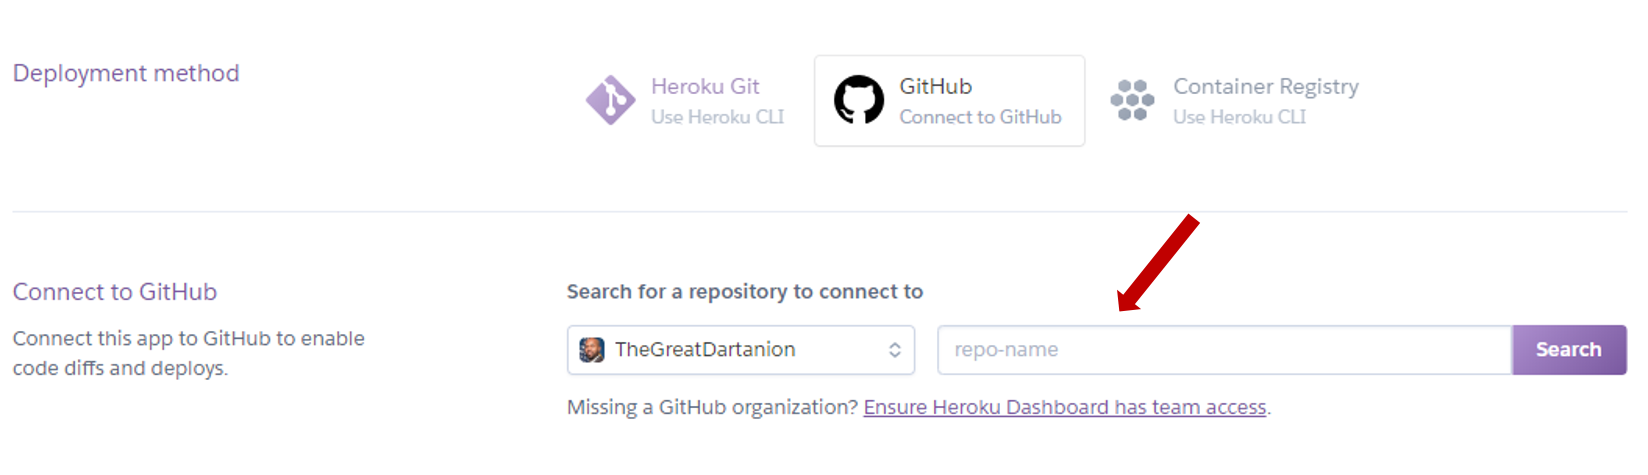 Deployment method
Heroku Git
Use Heroku CLI
GitHub
Connect to GitHub
Container Registry
Use Heroku CLI
Connect to GitHub
Connect this app to GitHub to enable
code diffs and deploys.
Search for a repository to connect to
TheGreatDartanion
repo-name
Search
Missing a GitHub organization? Ensure Heroku Dashboard has team access.